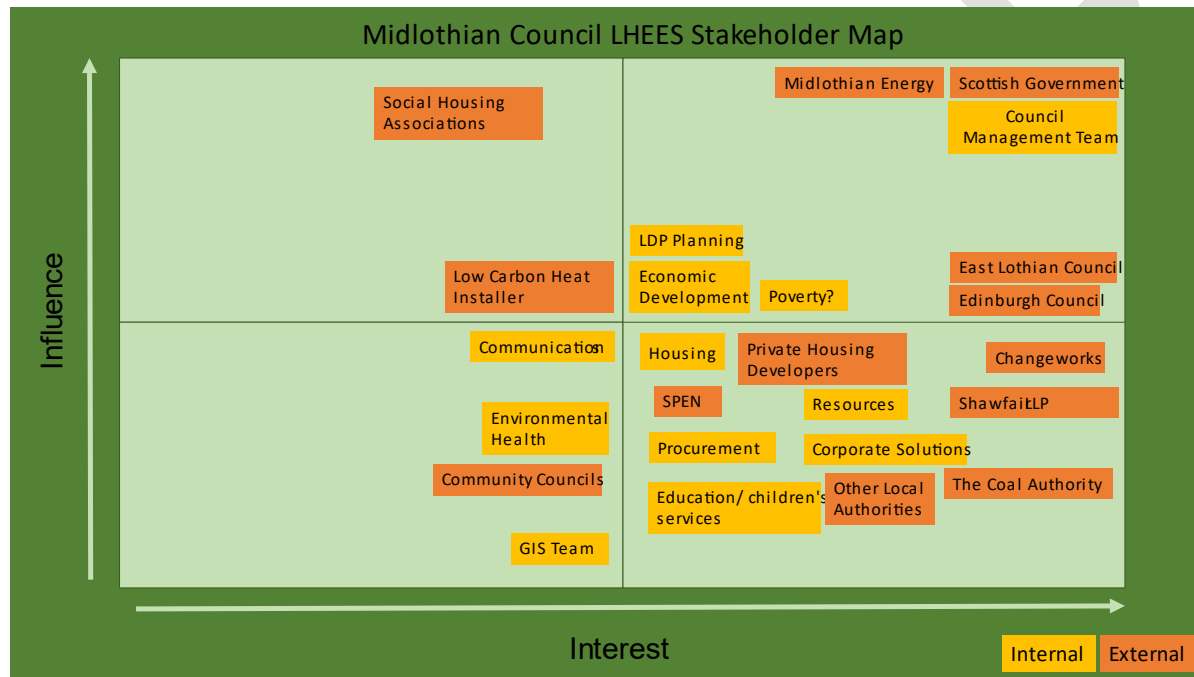 Midlothian Council LHEES Stakeholder Map
Midlothian Energy
Scottish Government
Social Housing
Associations
Council
Management Team
LDP Planning
Low Carbon Heat
Installer
Economic
Development
Poverty?
East Lothian Council
Edinburgh Council
Influence
Communications
Housing
Private Housing
Developers
Changeworks
SPEN
Resources
Shawfair LLP
Environmental
Health
Procurement
Corporate Solutions
Community Councils
Education/ children's
services
Other Local
Authorities
The Coal Authority
GIS Team
Interest
Internal
External